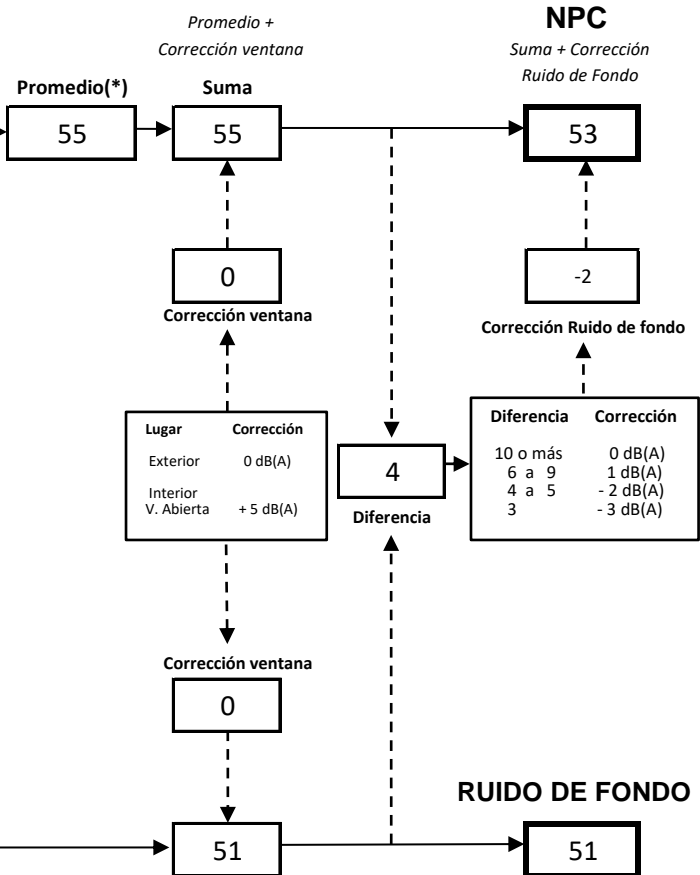 Promedio +
Corrección ventana
NPC
Suma + Corrección
Ruido de Fondo
Promedio(*)
Suma
55
55
53
0
Corrección ventana
-2
Corrección Ruido de fondo
Lugar Corrección
Exterior 0 dB(A)
Interior
V. Abierta + 5 dB(A)
4
Diferencia
Diferencia Corrección
10 o más 0 dB(A)
6 a 9 1 dB(A)
4 a 5 - 2 dB(A)
3 - 3 dB(A)
Corrección ventana
0
RUIDO DE FONDO
51
51